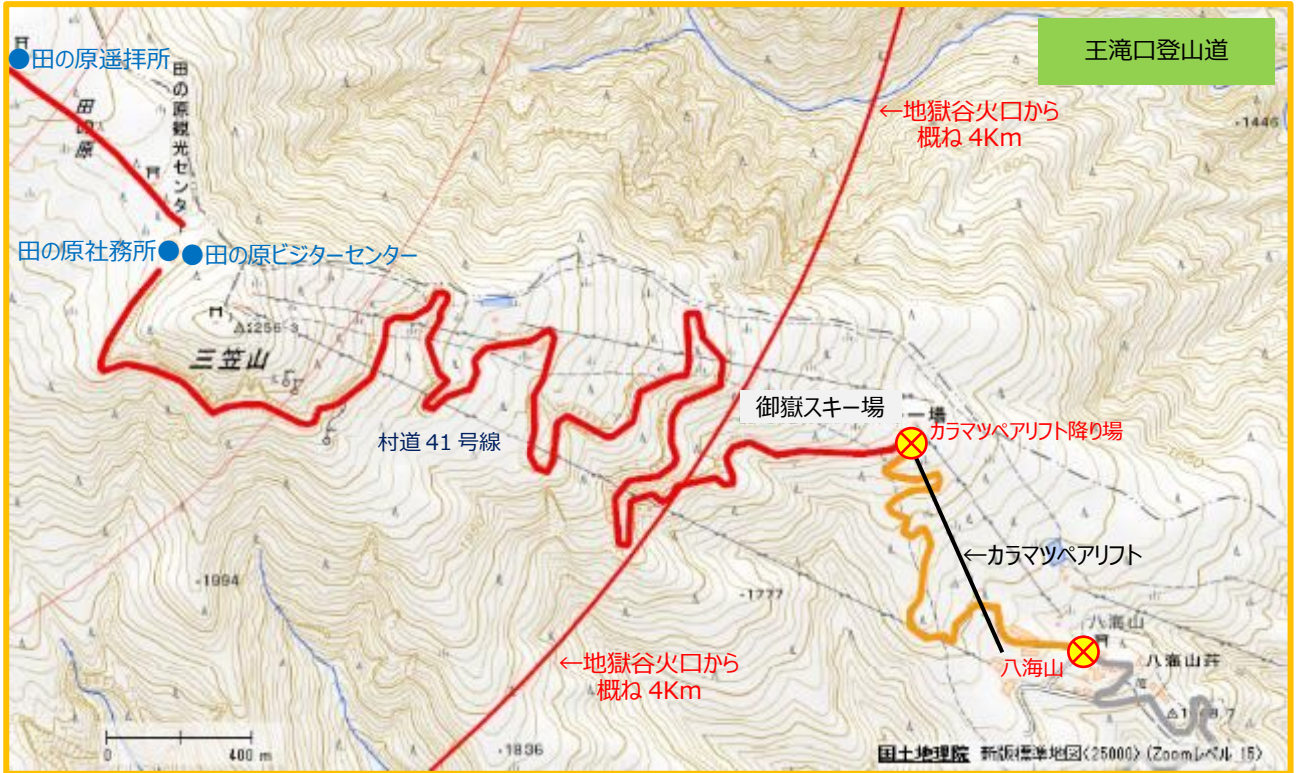 王滝口登山道
田の原遥拝所
田の原
田の原観光センタ
←地獄谷火口から
概ね 4Km
・1446
田の原社務所
田の原ビジターセンター
三笠山
村道 41 号線
御嶽スキー場
カラマツペアリフト降り場
←カラマツペアリフト
・1994
・1777
八海山
八海山
八海山荘
←地獄谷火口から
概ね 4Km
0
400 m
・1836
国土地理院 新版標準地図(25000) (Zoomレベル 15)